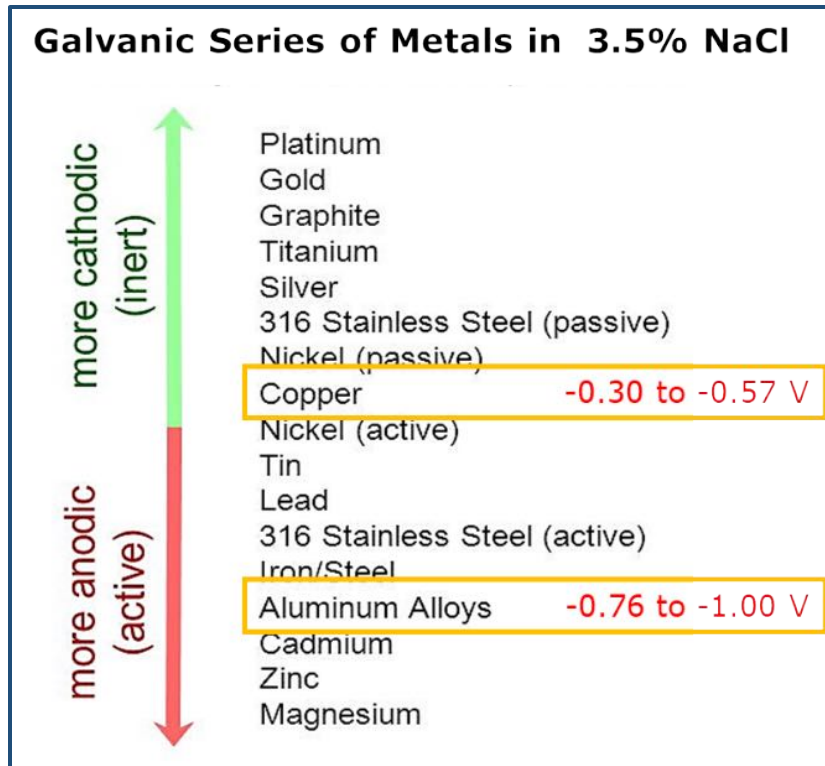 Galvanic Series of Metals in 3.5% NaCl
more cathodic
(inert)
more anodic
(active)
Platinum
Gold
Graphite
Titanium
Silver
316 Stainless Steel (passive)
Nickel (passive)
Copper -0.30 to -0.57 V
Nickel (active)
Tin
Lead
316 Stainless Steel (active)
Iron/Steel
Aluminum Alloys -0.76 to -1.00 V
Cadmium
Zinc
Magnesium